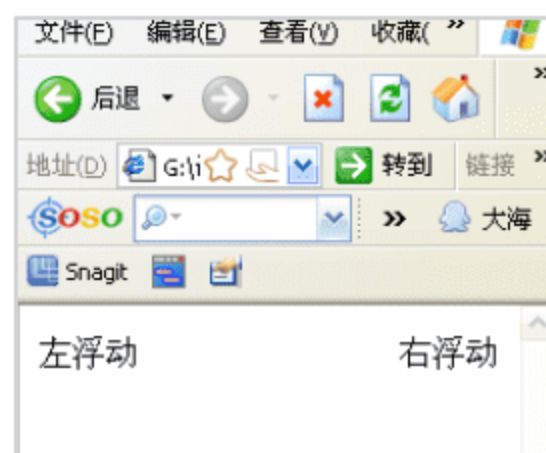 文件(F) 编辑(E) 查看(V) 收藏( »
后退 »
地址(D) G:\i 转到 链接 »
SOSO » 大海
Snagit
左浮动 右浮动